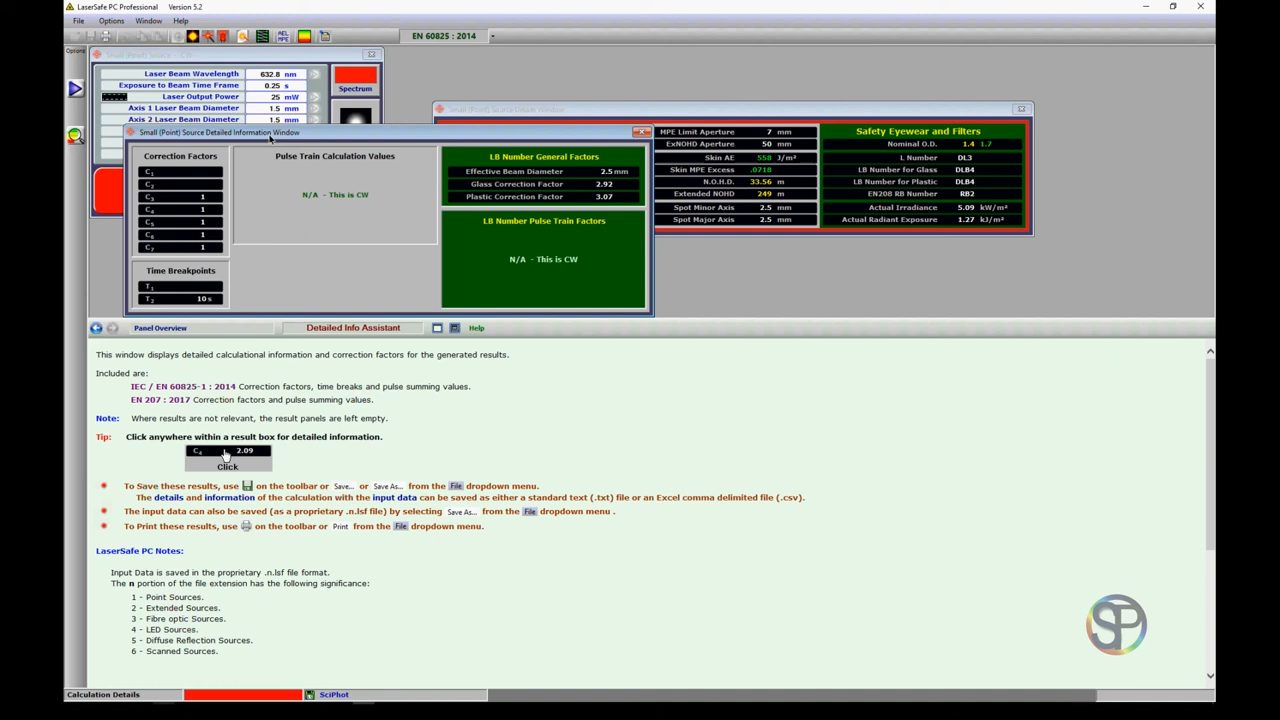 LaserSafe PC Professional Version 5.2
File Options Window Help
AEL
MPE
EN 60825 : 2014
Options
Laser Beam Wavelength 632.8 nm
Exposure to Beam Time Frame 0.25 s
Laser Output Power 25 mW
Axis 1 Laser Beam Diameter 1.5 mm
Axis 2 Laser Beam Diameter 1.5 mm
Spectrum
Small (Point) Source Detailed Information Window
Correction Factors
C1
C2
C3 1
C4 1
C5 1
C6 1
C7 1
Time Breakpoints
T1
T2 10 s
Pulse Train Calculation Values
N/A - This is CW
LB Number General Factors
Effective Beam Diameter 2.5 mm
Glass Correction Factor 2.92
Plastic Correction Factor 3.07
LB Number Pulse Train Factors
N/A - This is CW
MPE Limit Aperture 7 mm
ExNOHD Aperture 50 mm
Skin AE 558 J/m²
Skin MPE Excess .0718
N.O.H.D. 33.56 m
Extended NOHD 249 m
Spot Minor Axis 2.5 mm
Spot Major Axis 2.5 mm
Safety Eyewear and Filters
Nominal O.D. 1.4 1.7
L Number DL3
LB Number for Glass DLB4
LB Number for Plastic DLB4
EN208 RB Number RB2
Actual Irradiance 5.09 kW/m²
Actual Radiant Exposure 1.27 kJ/m²
Panel Overview Detailed Info Assistant Help
This window displays detailed calculational information and correction factors for the generated results.
Included are:
IEC / EN 60825-1 : 2014 Correction factors, time breaks and pulse summing values.
EN 207 : 2017 Correction factors and pulse summing values.
Note: Where results are not relevant, the result panels are left empty.
Tip: Click anywhere within a result box for detailed information.
C4 2.09
Click
To Save these results, use on the toolbar or Save... or Save As... from the File dropdown menu.
The details and information of the calculation with the input data can be saved as either a standard text (.txt) file or an Excel comma delimited file (.csv).
The input data can also be saved (as a proprietary .n.lsf file) by selecting Save As... from the File dropdown menu .
To Print these results, use on the toolbar or Print from the File dropdown menu.
LaserSafe PC Notes:
Input Data is saved in the proprietary .n.lsf file format.
The n portion of the file extension has the following significance:
1 - Point Sources.
2 - Extended Sources.
3 - Fibre optic Sources.
4 - LED Sources.
5 - Diffuse Reflection Sources.
6 - Scanned Sources.
SP
Calculation Details SciPhot